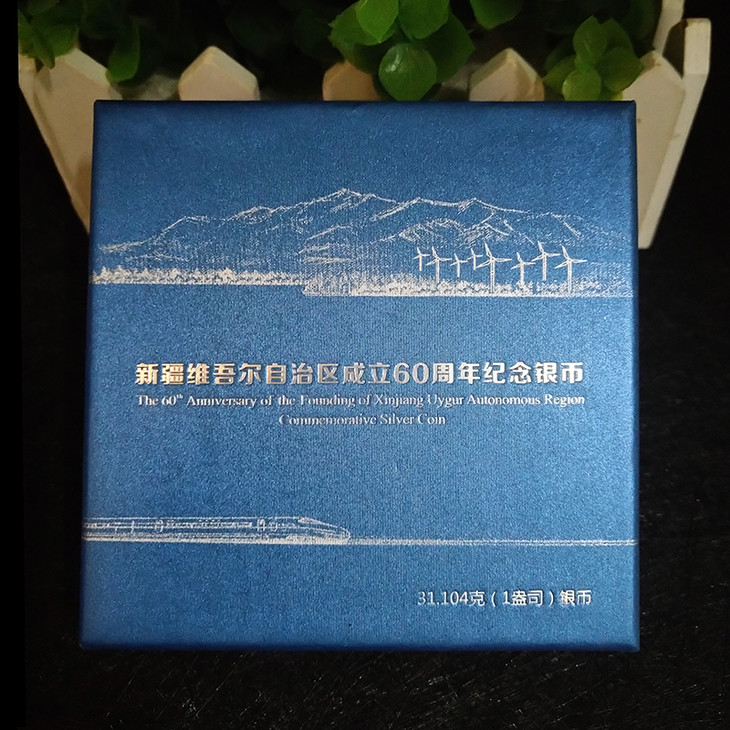 新疆维吾尔自治区成立60周年纪念银币
The 60th Anniversary of the Founding of Xinjiang Uygur Autonomous Region
Commemorative Silver Coin
31.104克（1盎司）银币